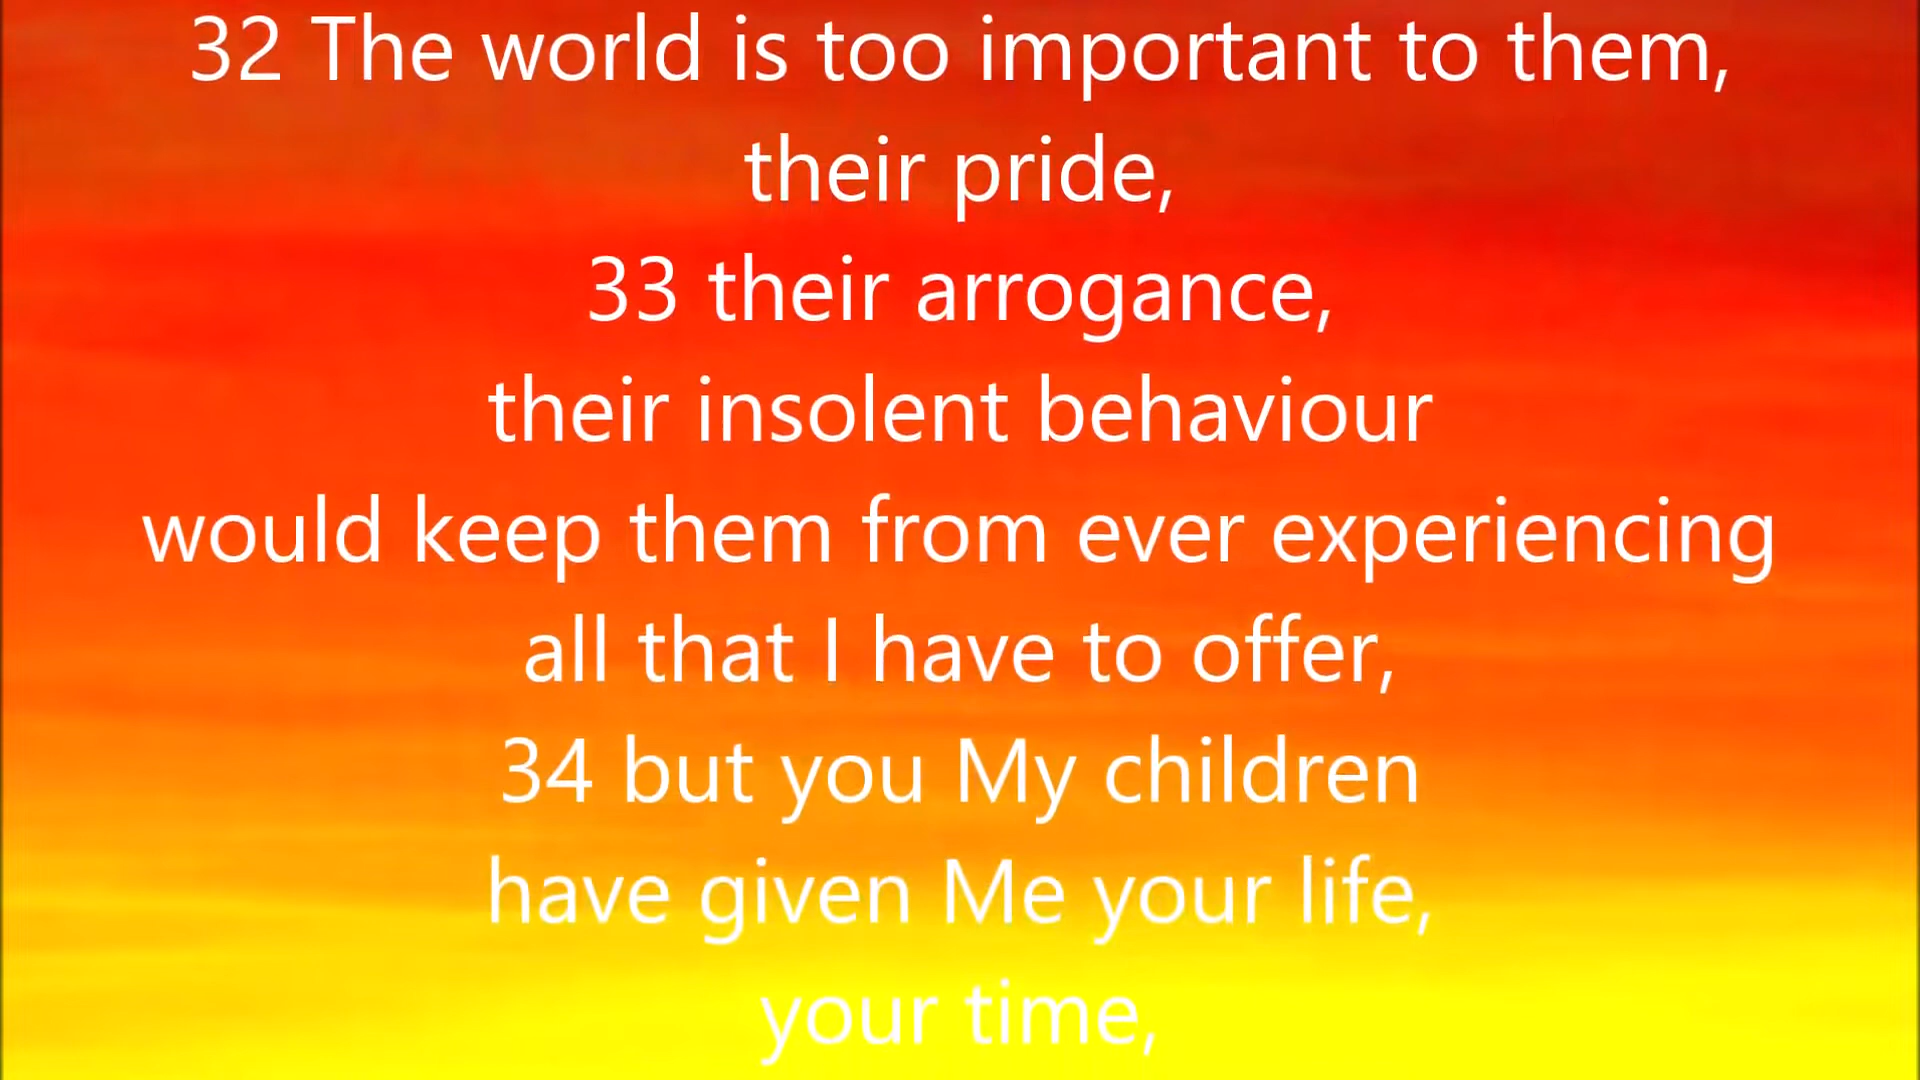 32 The world is too important to them,
their pride,
33 their arrogance,
their insolent behaviour
would keep them from ever experiencing
all that I have to offer,
34 but you My children
have given Me your life,
your time,